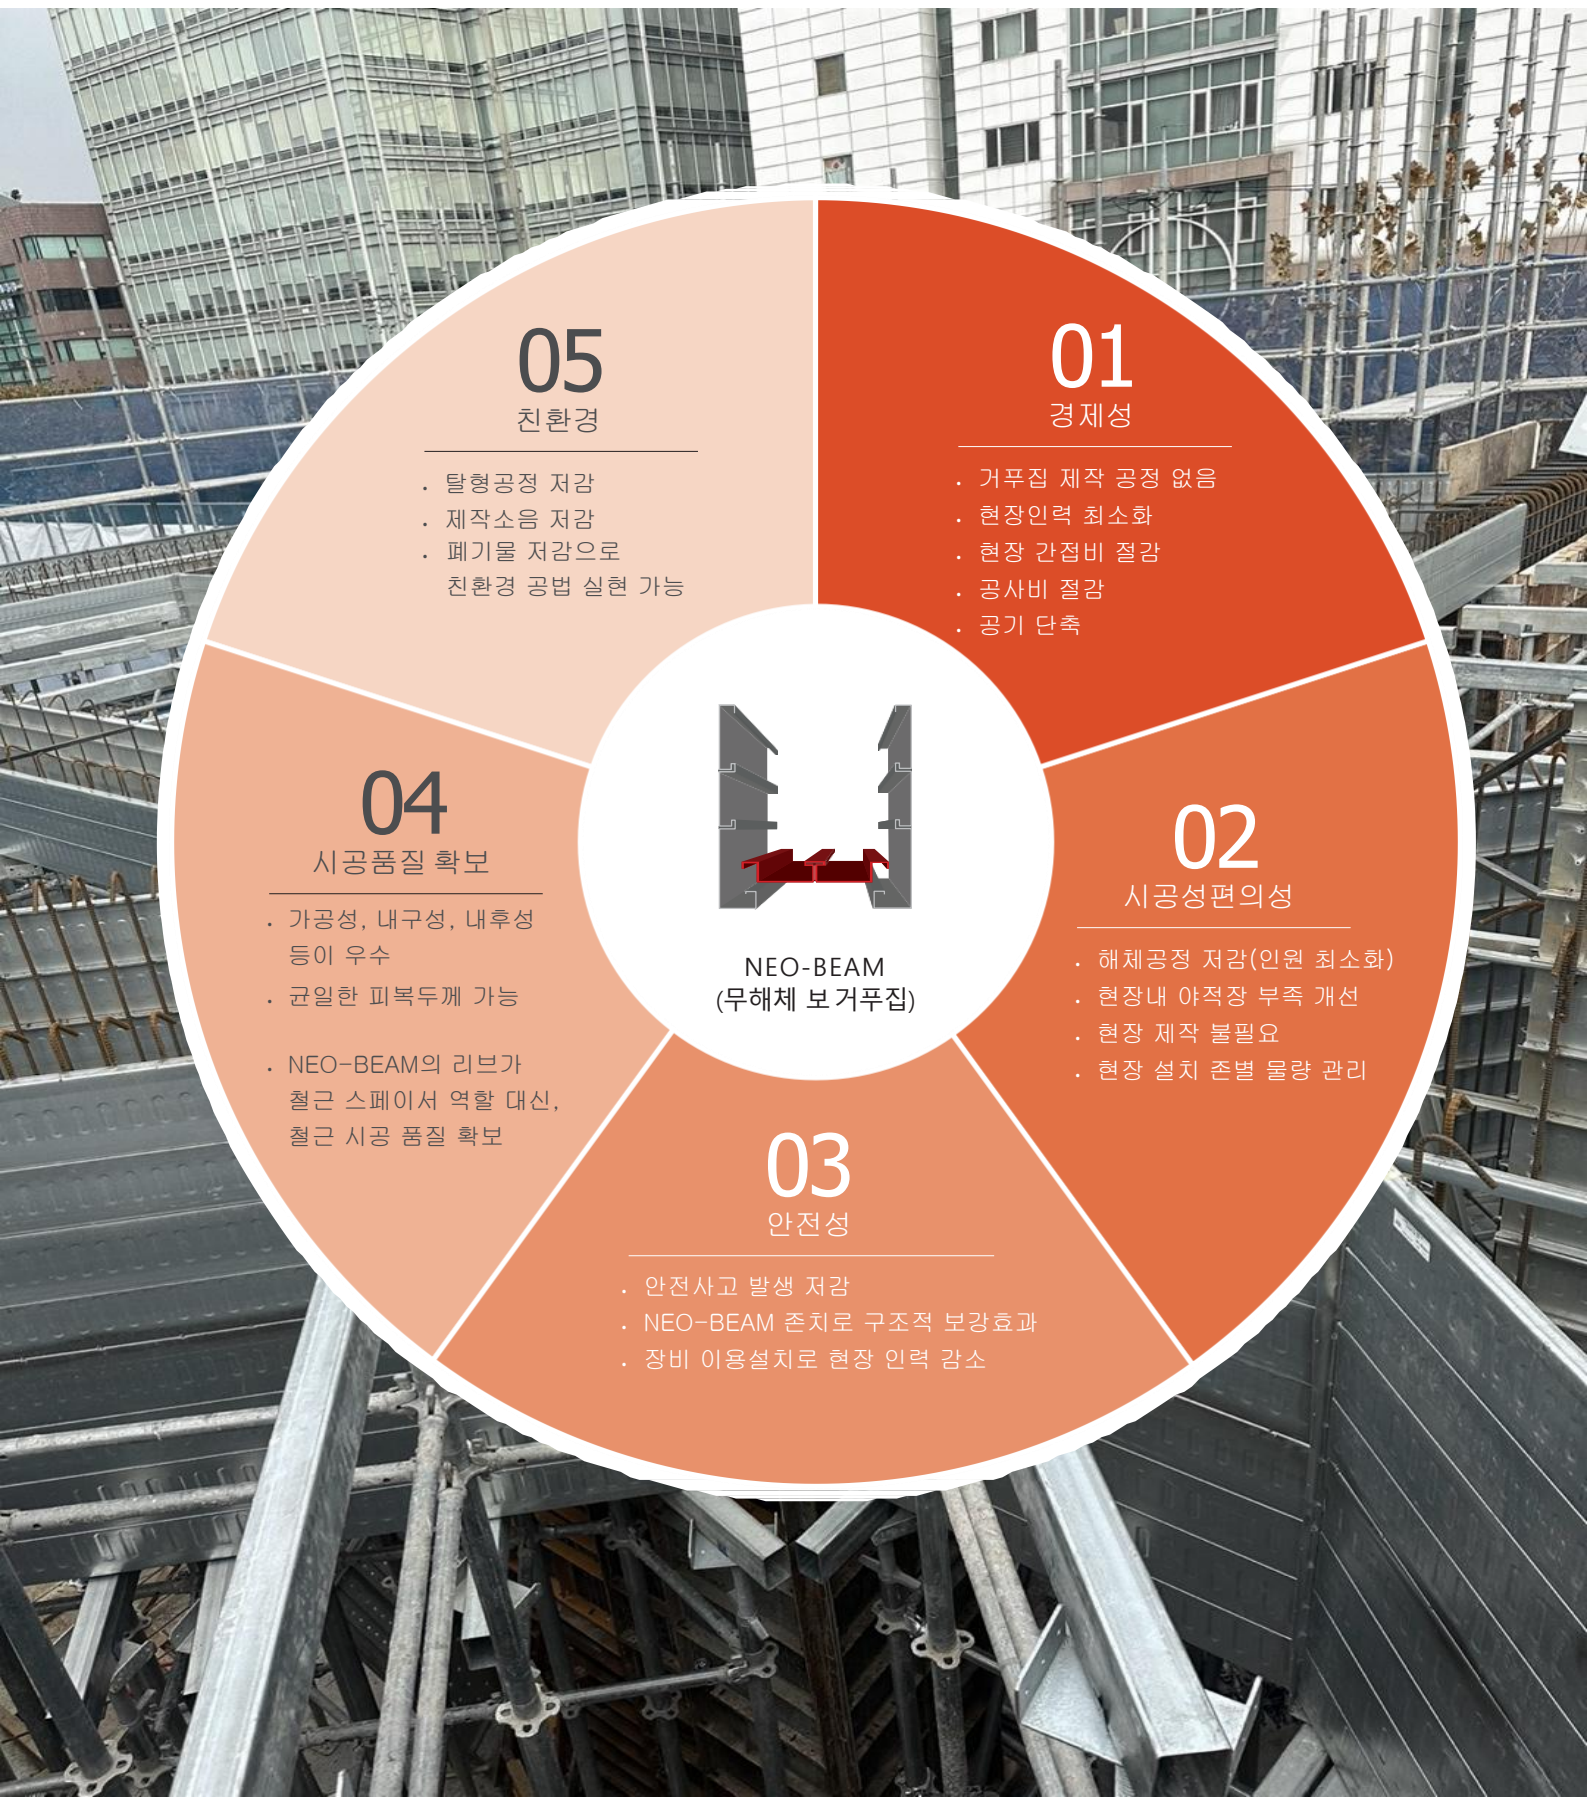 01
경제성
. 거푸집 제작 공정 없음
. 현장인력 최소화
. 현장 간접비 절감
. 공사비 절감
. 공기 단축
02
시공성편의성
. 해체공정 저감(인원 최소화)
. 현장내 야적장 부족 개선
. 현장 제작 불필요
. 현장 설치 존별 물량 관리
03
안전성
. 안전사고 발생 저감
. NEO-BEAM 존치로 구조적 보강효과
. 장비 이용설치로 현장 인력 감소
04
시공품질 확보
. 가공성, 내구성, 내후성
등이 우수
. 균일한 피복두께 가능
. NEO-BEAM의 리브가
철근 스페이서 역할 대신,
철근 시공 품질 확보
05
친환경
. 탈형공정 저감
. 제작소음 저감
. 폐기물 저감으로
친환경 공법 실현 가능
NEO-BEAM
(무해체 보 거푸집)